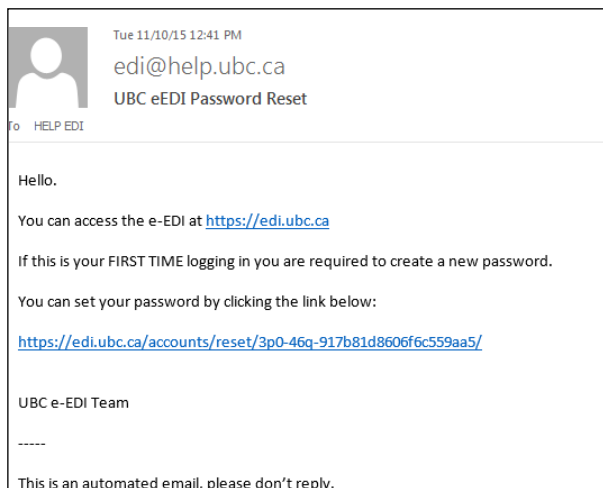 Tue 11/10/15 12:41 PM
edi@help.ubc.ca
UBC eEDI Password Reset
To HELP EDI
Hello.
You can access the e-EDI at https://edi.ubc.ca
If this is your FIRST TIME logging in you are required to create a new password.
You can set your password by clicking the link below:
https://edi.ubc.ca/accounts/reset/3p0-46q-917b81d8606f6c559aa5/
UBC e-EDI Team
-----
This is an automated email, please don't reply.